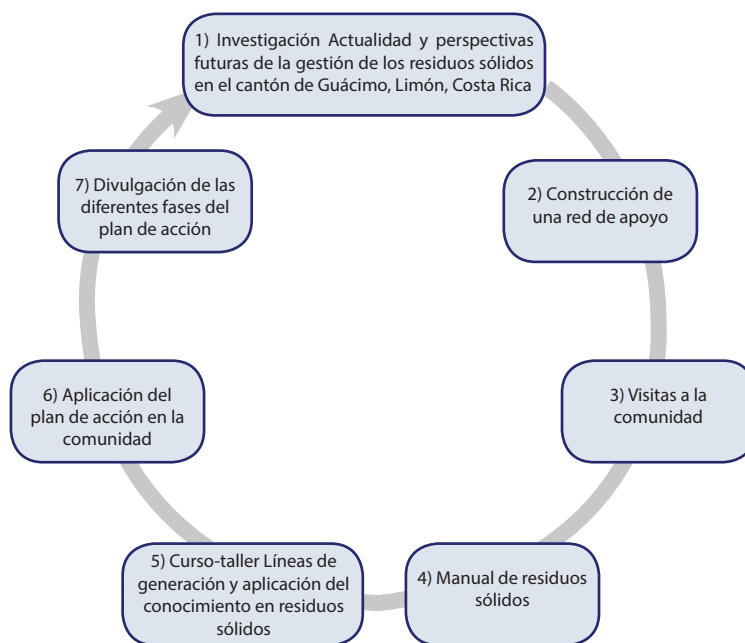 1) Investigación Actualidad y perspectivas
futuras de la gestión de los residuos sólidos
en el cantón de Guácimo, Limón, Costa Rica
2) Construcción de
una red de apoyo
3) Visitas a la
comunidad
4) Manual de residuos
sólidos
5) Curso-taller Líneas de
generación y aplicación del
conocimiento en residuos
sólidos
6) Aplicación del
plan de acción en la
comunidad
7) Divulgación de las
diferentes fases del
plan de acción